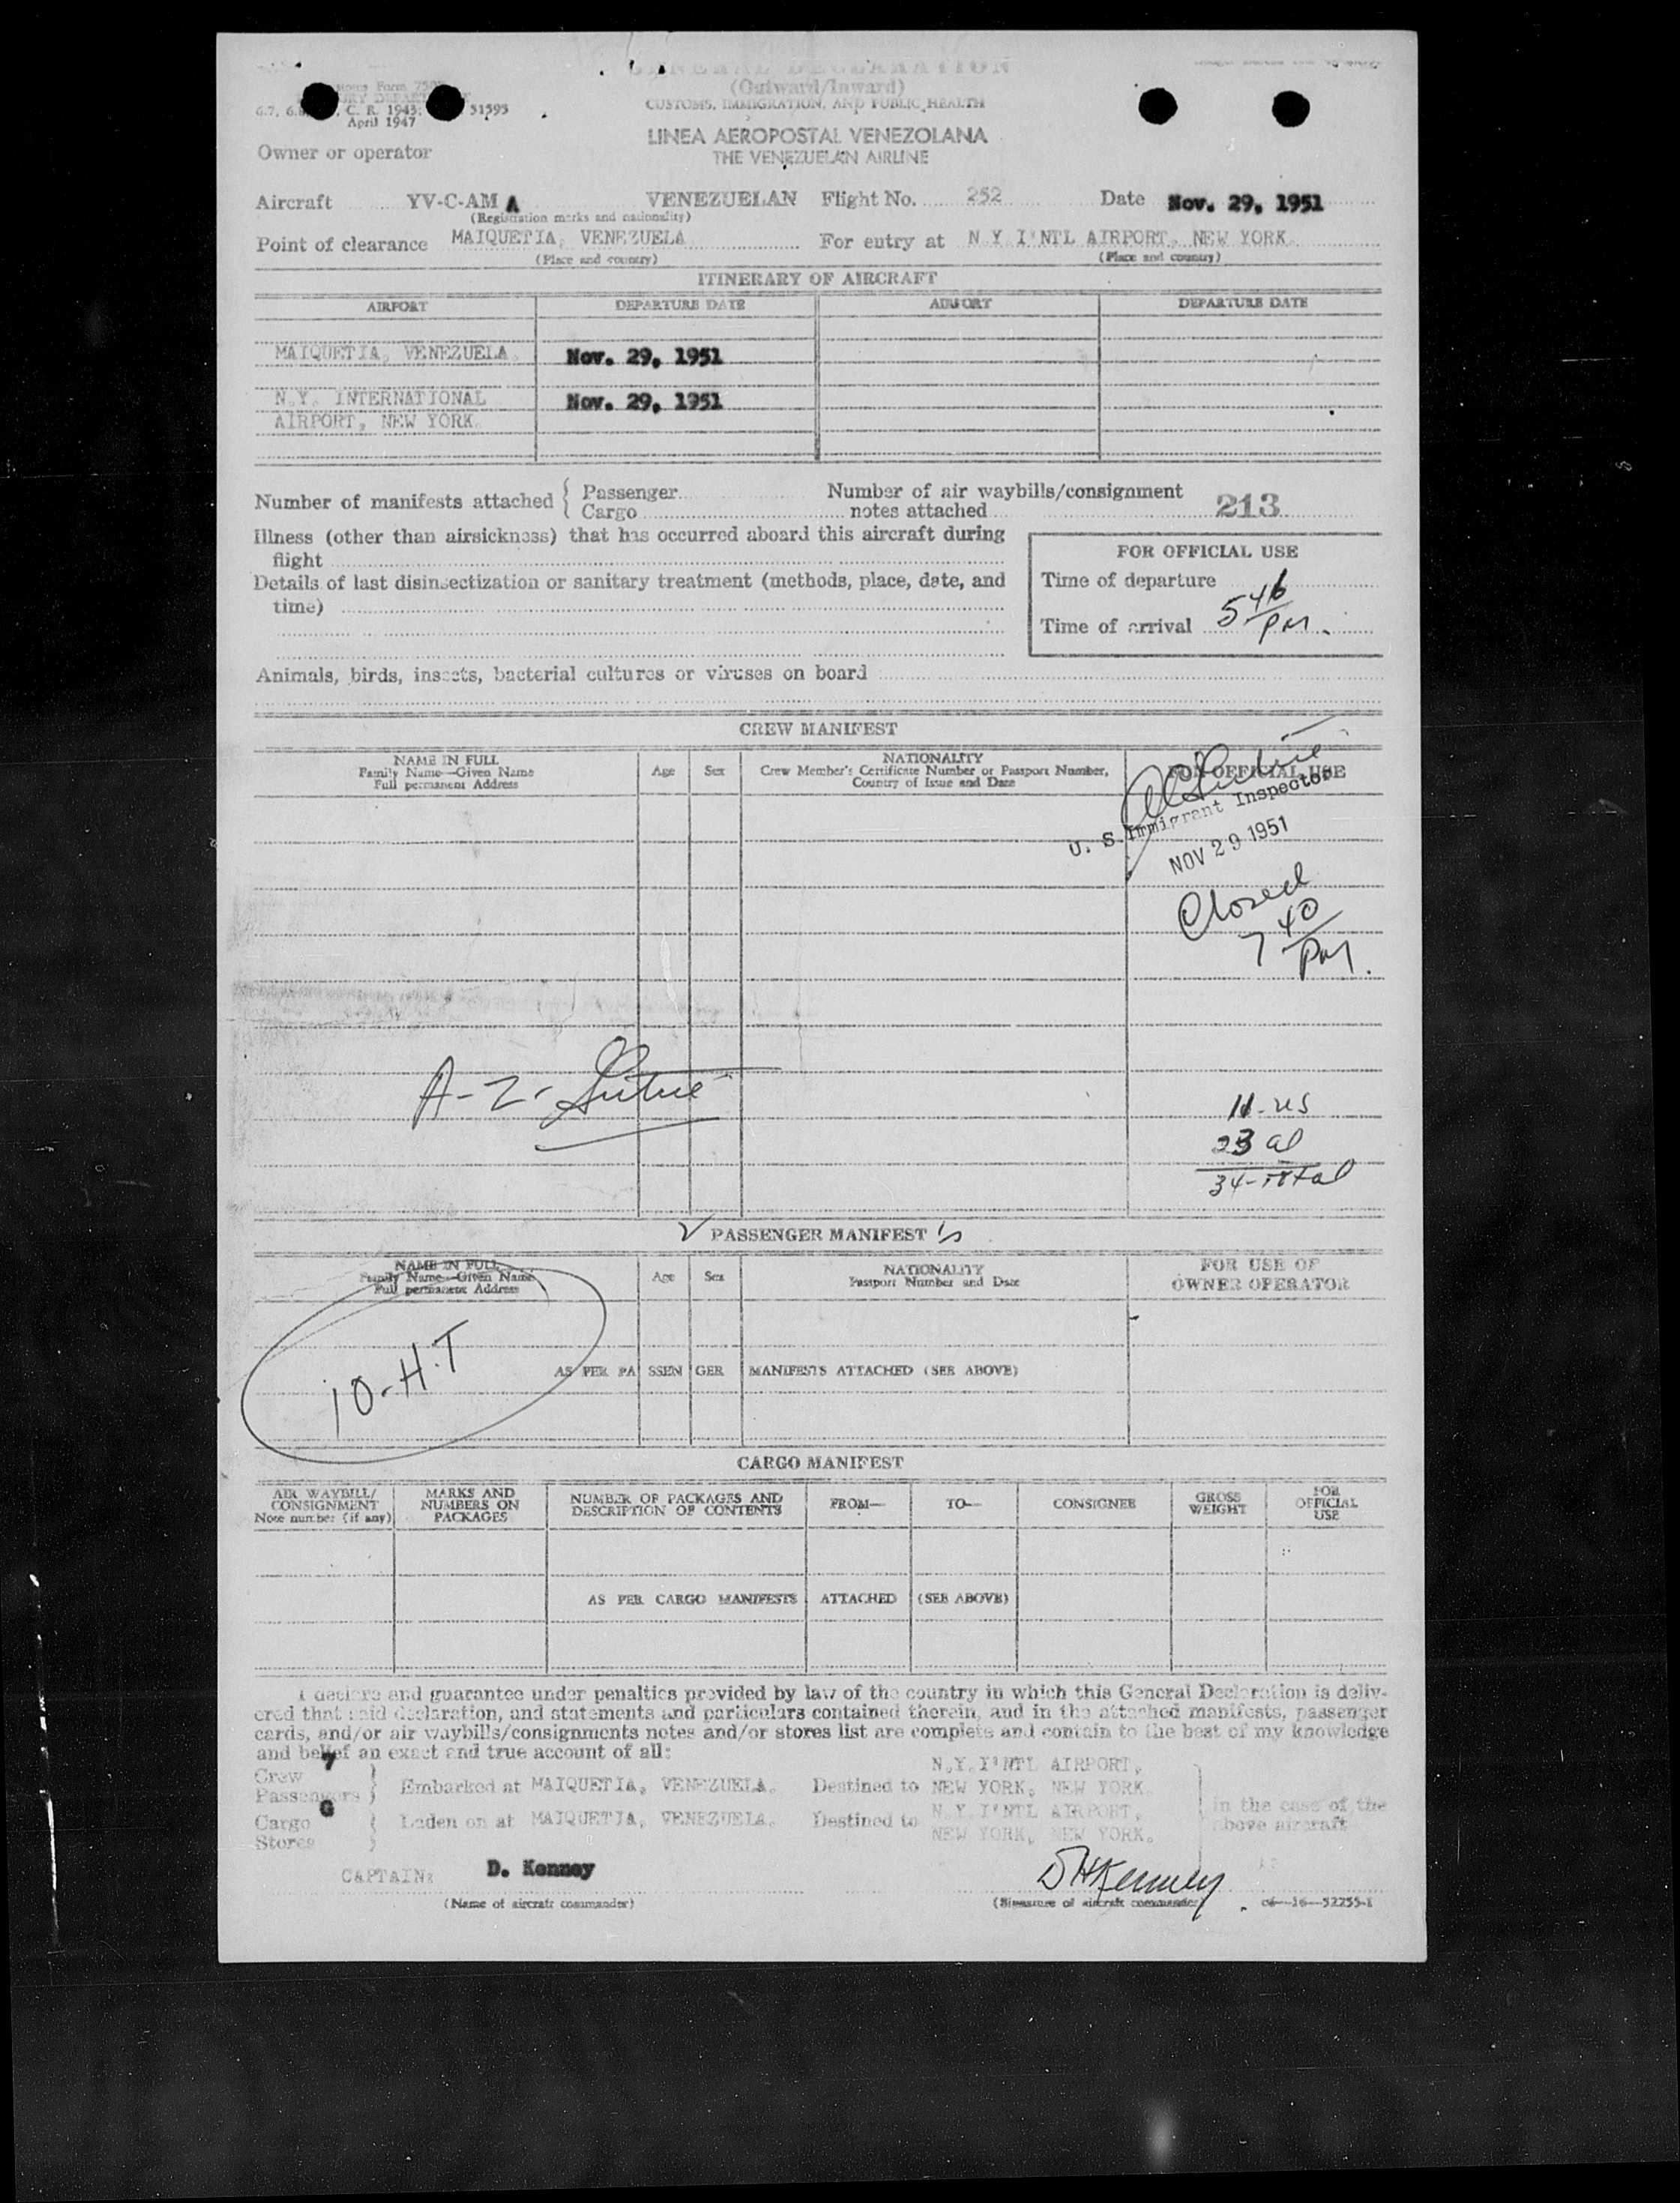 GENERAL DECLARATION
(Outward/Inward)
CUSTOMS, IMMIGRATION, AND PUBLIC HEALTH
Customs Form 7507
TREASURY DEPARTMENT
6.7, 6.8, C. R. 1943; 51595
April 1947
LINEA AEROPOSTAL VENEZOLANA
THE VENEZUELAN AIRLINE
Owner or operator
Aircraft YV-C-AM A VENEZUELAN Flight No. 252 Date Nov. 29, 1951
(Registration marks and nationality)
Point of clearance MAIQUETIA, VENEZUELA For entry at N Y I'NTL AIRPORT, NEW YORK.
(Place and country) (Place and country)
ITINERARY OF AIRCRAFT
AIRPORT DEPARTURE DATE AIRPORT DEPARTURE DATE
MAIQUETIA, VENEZUELA. Nov. 29, 1951
N.Y. INTERNATIONAL Nov. 29, 1951
AIRPORT, NEW YORK.
Number of manifests attached { Passenger Number of air waybills/consignment
Cargo notes attached 213
Illness (other than airsickness) that has occurred aboard this aircraft during
flight
Details of last disinsectization or sanitary treatment (methods, place, date, and
time)
FOR OFFICIAL USE
Time of departure
Time of arrival 5 46 PM.
Animals, birds, insects, bacterial cultures or viruses on board
CREW MANIFEST
NAME IN FULL
Family Name—Given Name
Full permanent Address
Age Sex
NATIONALITY
Crew Member's Certificate Number or Passport Number,
Country of Issue and Date
FOR OFFICIAL USE
U. S. Immigrant Inspector
NOV 29 1951
Closed
7 40 PM.
A-2-
11-US
23 al
34-total
PASSENGER MANIFEST
NAME IN FULL
Family Name—Given Name
Full permanent Address
Age Sex
NATIONALITY
Passport Number and Date
FOR USE OF
OWNER OPERATOR
10-H.T
AS PER PASSENGER MANIFESTS ATTACHED (SEE ABOVE)
CARGO MANIFEST
AIR WAYBILL/
CONSIGNMENT
Note number (if any)
MARKS AND
NUMBERS ON
PACKAGES
NUMBER OF PACKAGES AND
DESCRIPTION OF CONTENTS
FROM— TO— CONSIGNEE
GROSS
WEIGHT
FOR
OFFICIAL
USE
AS PER CARGO MANIFESTS ATTACHED (SEE ABOVE)
I declare and guarantee under penalties provided by law of the country in which this General Declaration is deliv-
ered that said declaration, and statements and particulars contained therein, and in the attached manifests, passenger
cards, and/or air waybills/consignments notes and/or stores list are complete and contain to the best of my knowledge
and belief an exact and true account of all:
Crew 7
Passengers } Embarked at MAIQUETIA, VENEZUELA. Destined to N.Y.I'NTL AIRPORT,
NEW YORK, NEW YORK.
Cargo G
Stores } Laden on at MAIQUETIA, VENEZUELA. Destined to N.Y.I'NTL AIRPORT,
NEW YORK, NEW YORK.
in the case of the
above aircraft
CAPTAIN: D. Kenney DHKenney
(Name of aircraft commander) (Signature of aircraft commander) 16—52255-1